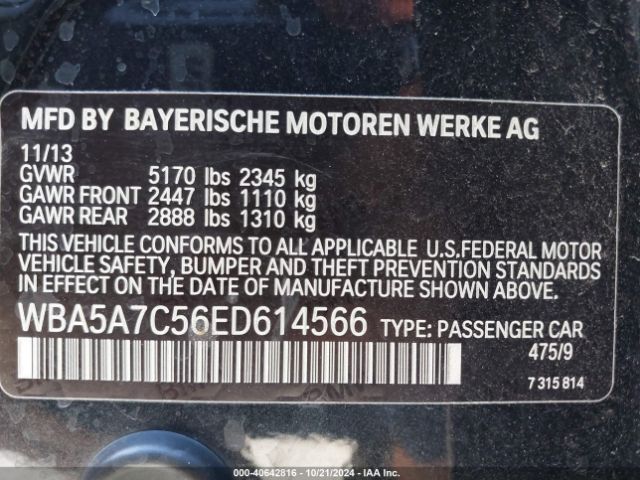 MFD BY BAYERISCHE MOTOREN WERKE AG
11/13
GVWR 5170 lbs 2345 kg
GAWR FRONT 2447 lbs 1110 kg
GAWR REAR 2888 lbs 1310 kg
THIS VEHICLE CONFORMS TO ALL APPLICABLE U.S.FEDERAL MOTOR
VEHICLE SAFETY, BUMPER AND THEFT PREVENTION STANDARDS
IN EFFECT ON THE DATE OF MANUFACTURE SHOWN ABOVE.
WBA5A7C56ED614566 TYPE: PASSENGER CAR
475/9
7 315 814
000-40642816 - 10/21/2024 - IAA Inc.